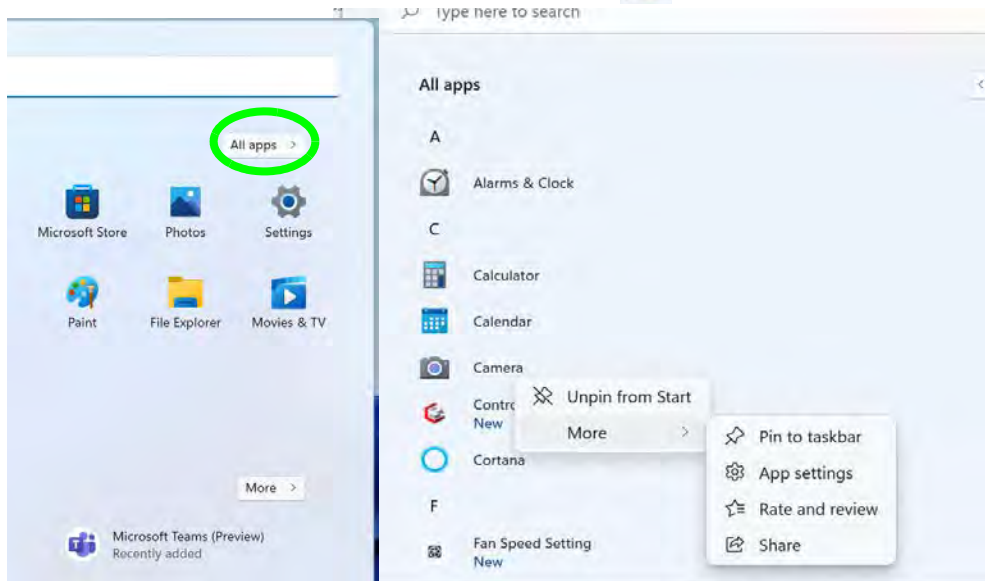 All apps >
Microsoft Store
Photos
Settings
Paint
File Explorer
Movies & TV
More >
Microsoft Teams (Preview)
Recently added
Type here to search
All apps
<
A
Alarms & Clock
C
Calculator
Calendar
Camera
New
Cortana
F
Fan Speed Setting
New
Unpin from Start
More >
Pin to taskbar
App settings
Rate and review
Share